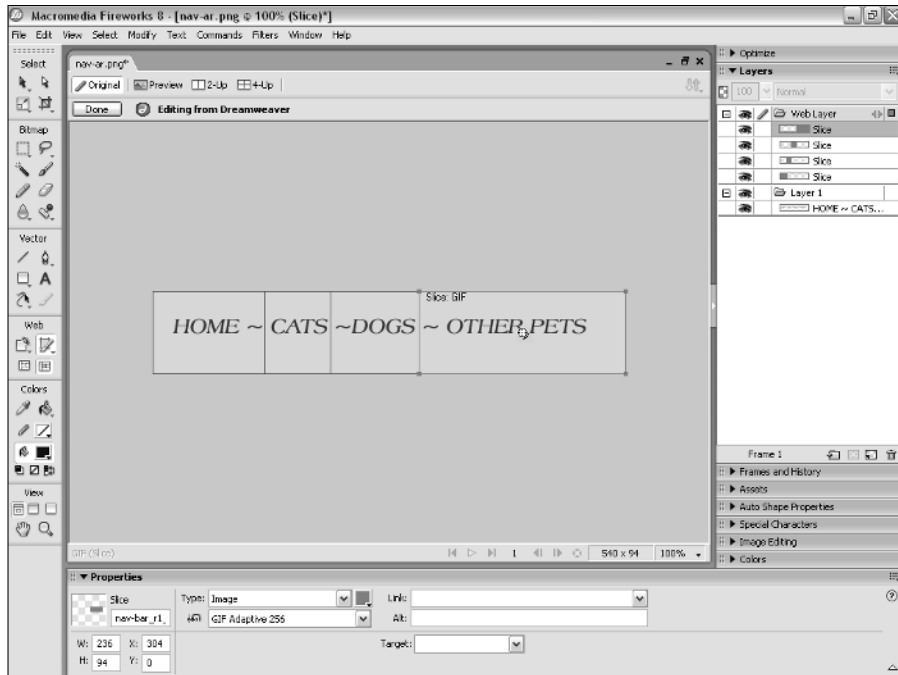 Macromedia Fireworks 8 - [nav-ar.png @ 100% (Slice)*]
File Edit View Select Modify Text Commands Filters Window Help
Select
Bitmap
Vector
Web
Colors
View
nav-ar.png*
Original Preview 2-Up 4-Up
Done Editing from Dreamweaver
Slice: GIF
HOME ~ CATS ~DOGS ~ OTHER PETS
GIF (Slice) 1 540 x 94 100%
Optimize
Layers
100 Normal
Web Layer
Slice
Slice
Slice
Slice
Layer 1
HOME ~ CATS...
Frame 1
Frames and History
Assets
Auto Shape Properties
Special Characters
Image Editing
Colors
Properties
Slice Type: Image Link:
nav-bar_r1_ GIF Adaptive 256 Alt:
W: 236 X: 304 Target:
H: 94 Y: 0